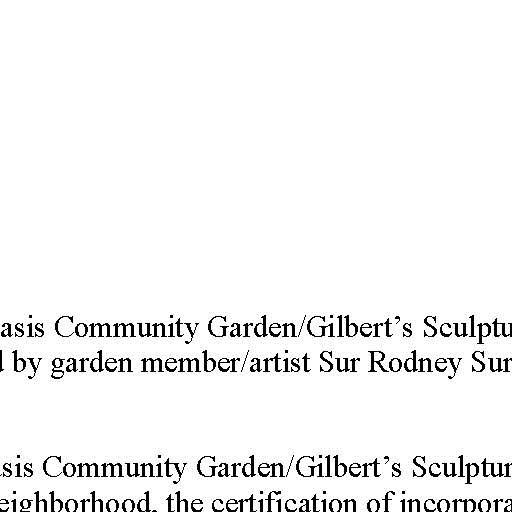 asis Community Garden/Gilbert’s Sculptu
d by garden member/artist Sur Rodney Sur
sis Community Garden/Gilbert’s Sculptur
eighborhood, the certification of incorpora